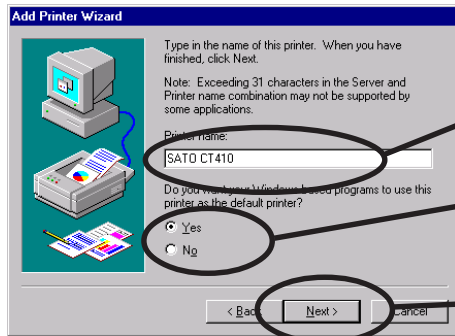 Add Printer Wizard
Type in the name of this printer. When you have
finished, click Next.
Note: Exceeding 31 characters in the Server and
Printer name combination may not be supported by
some applications.
Printer name:
SATO CT410
Do you want your Windows-based programs to use this
printer as the default printer?
Yes
No
< Back
Next >
Cancel